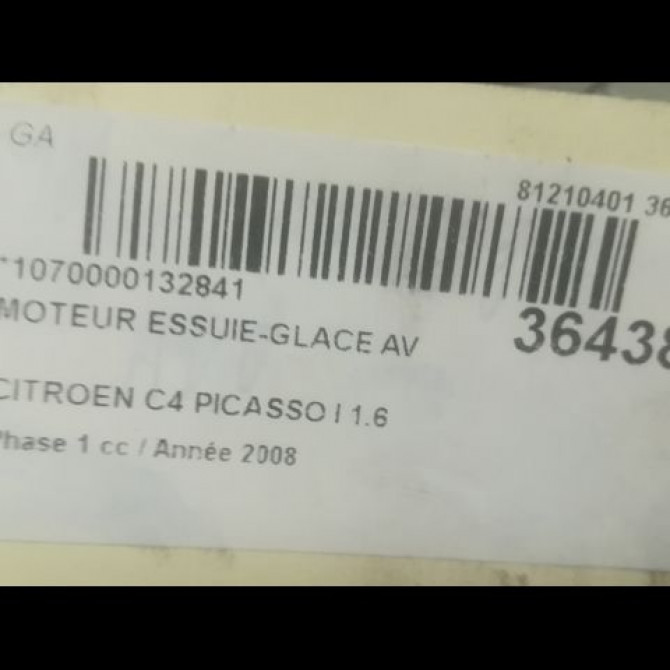 GA
81210401 36
*1070000132841
36438
MOTEUR ESSUIE-GLACE AV
CITROEN C4 PICASSO I 1.6
Phase 1 cc / Année 2008